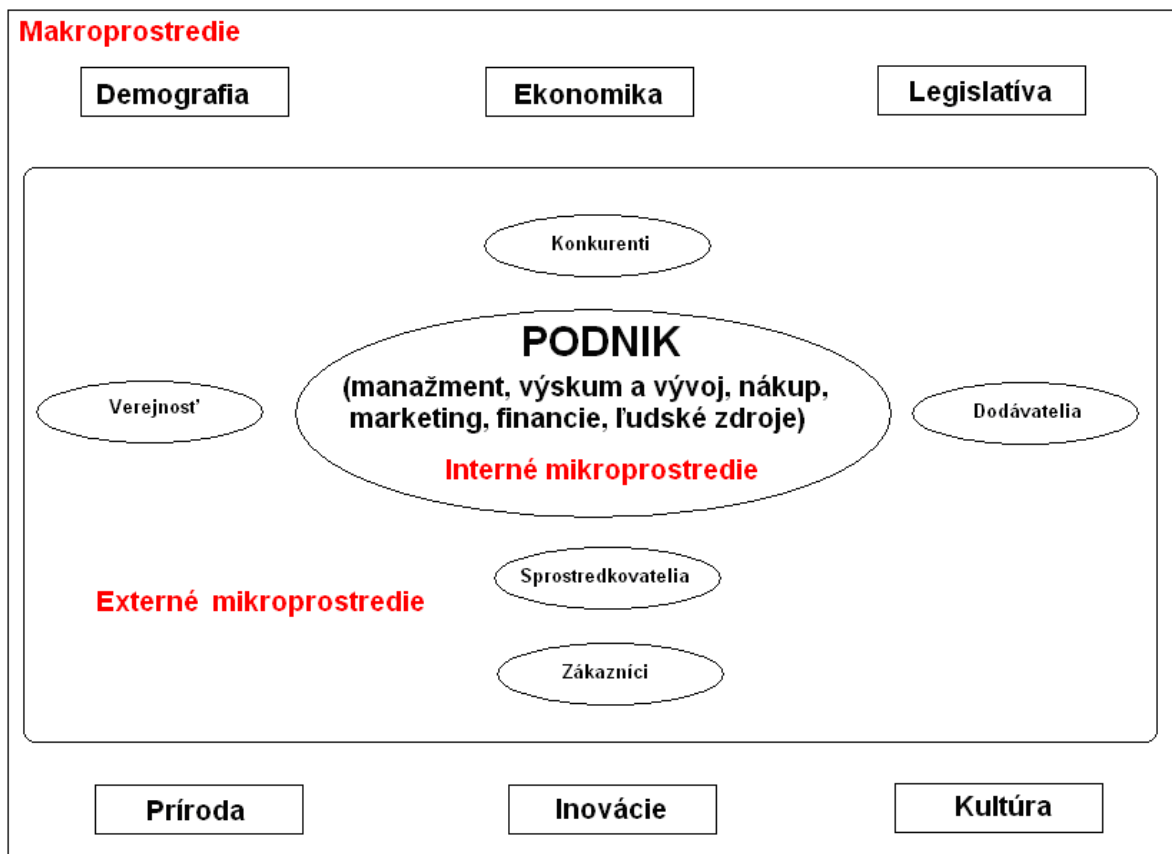 Makroprostredie
Demografia
Ekonomika
Legislatíva
Konkurenti
PODNIK
(manažment, výskum a vývoj, nákup,
marketing, financie, ľudské zdroje)
Interné mikroprostredie
Verejnosť
Dodávatelia
Sprostredkovatelia
Externé mikroprostredie
Zákazníci
Príroda
Inovácie
Kultúra